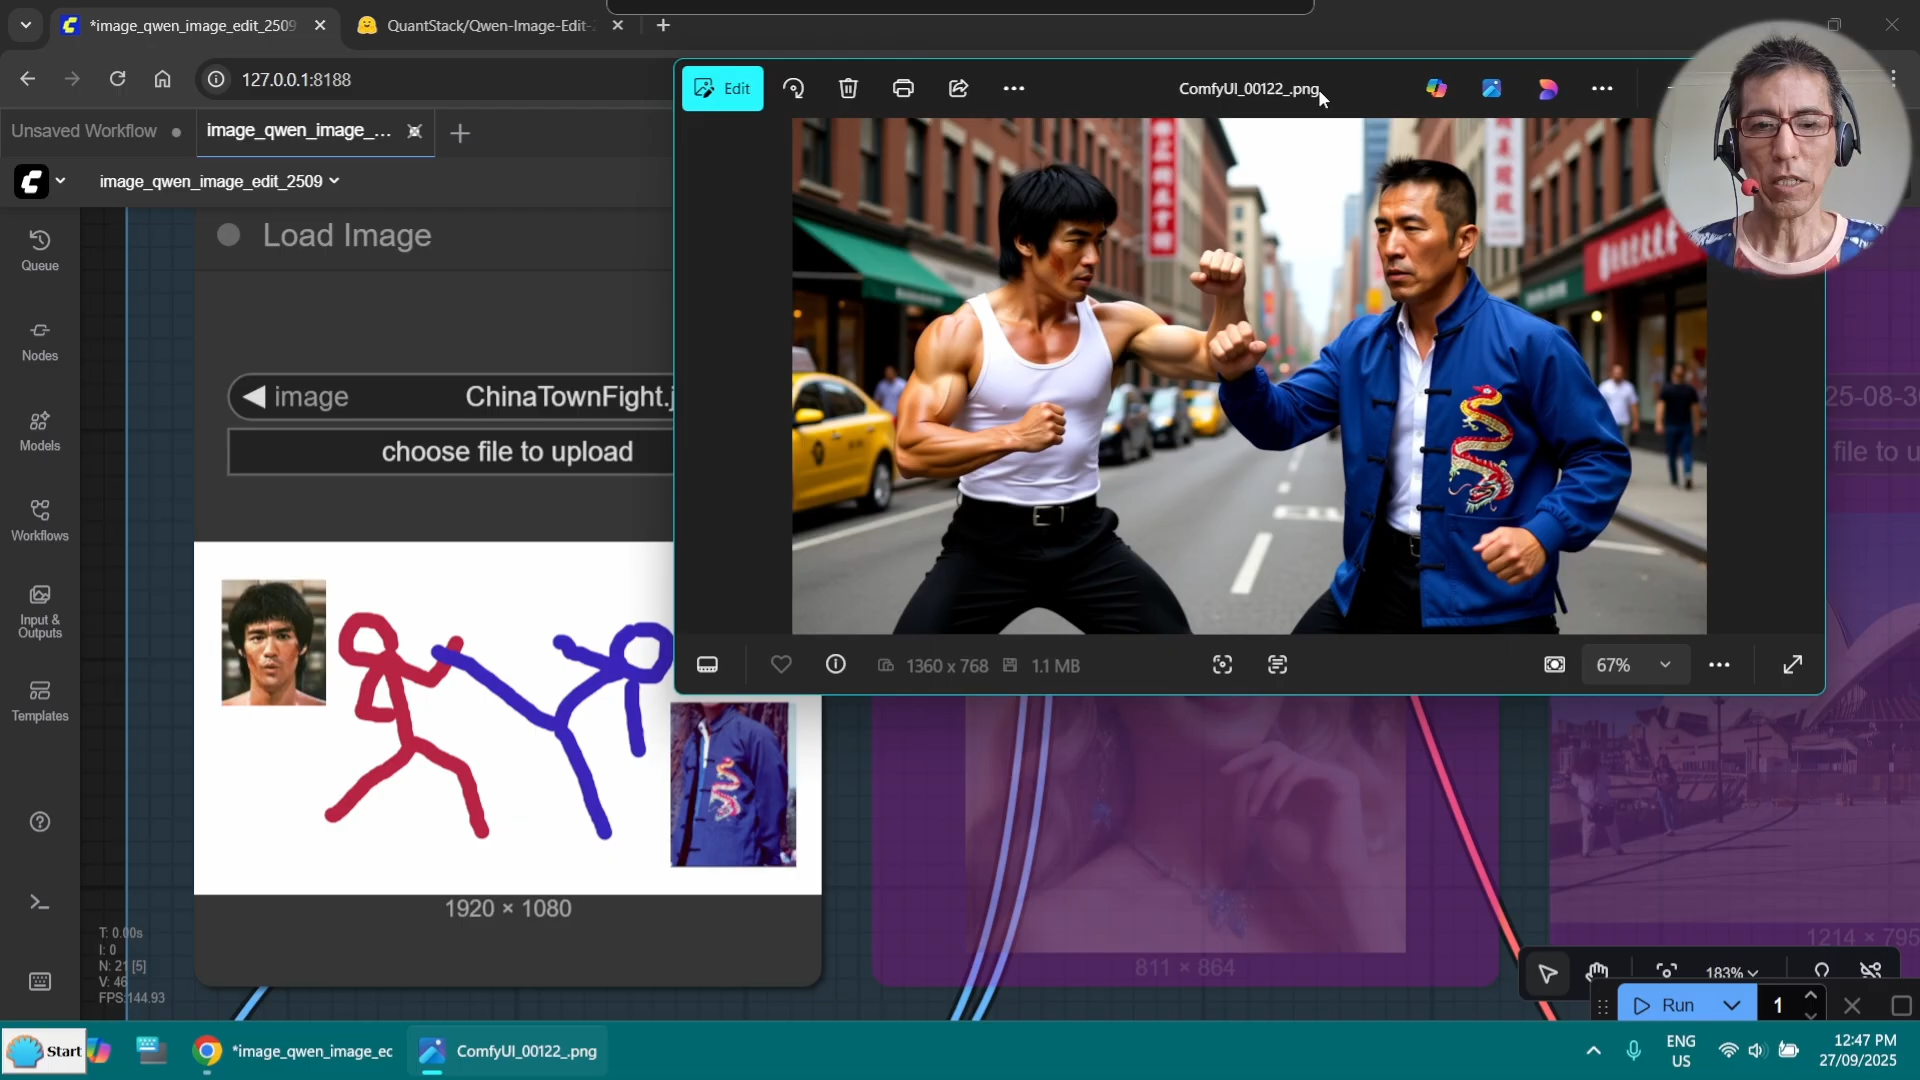 *image_qwen_image_edit_2509
QuantStack/Qwen-Image-Edit-
127.0.0.1:8188
Unsaved Workflow
image_qwen_image_...
image_qwen_image_edit_2509
Queue
Nodes
Models
Workflows
Input &
Outputs
Templates
Load Image
image
ChinaTownFight.j
choose file to upload
1920 × 1080
T: 0.00s
I: 0
N: 21 [5]
V: 46
FPS:144.93
Edit
ComfyUI_00122_.png
1360 x 768
1.1 MB
67%
25-08-3
file to u
811 × 864
1214 × 795
183%
Run
1
Start
*image_qwen_image_ec
ComfyUI_00122_.png
ENG
US
12:47 PM
27/09/2025